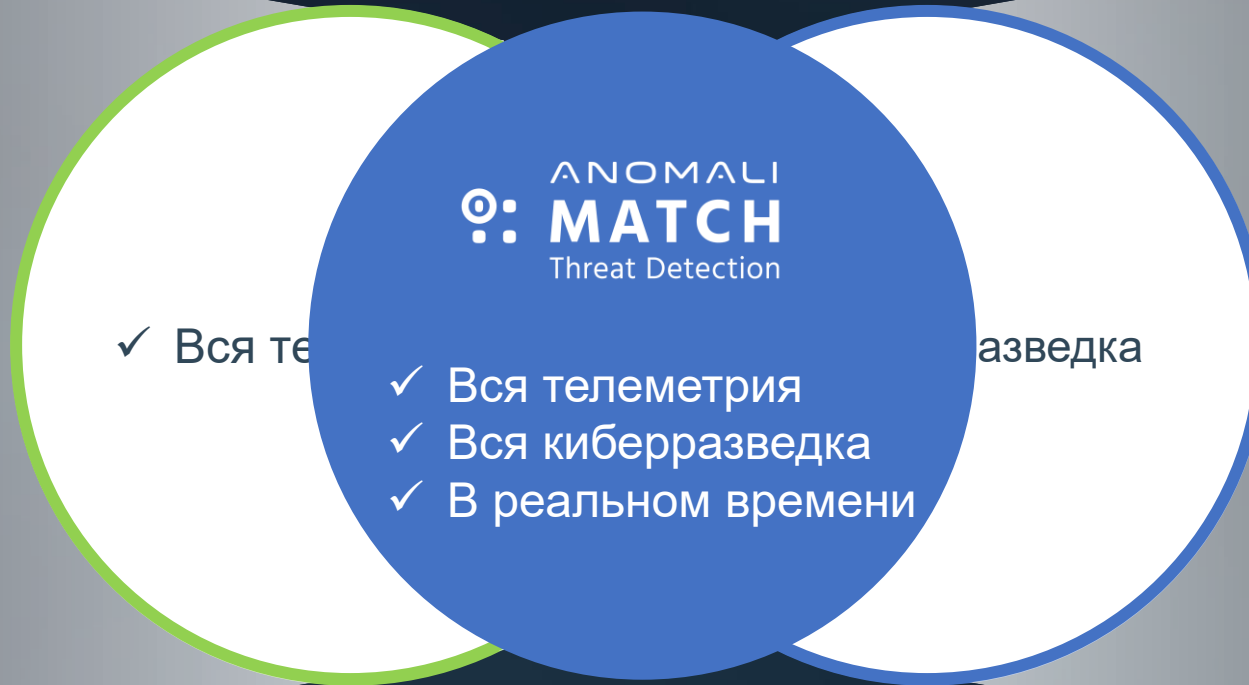 ANOMALI
MATCH
Threat Detection
✓ Вся те
азведка
✓ Вся телеметрия
✓ Вся киберразведка
✓ В реальном времени